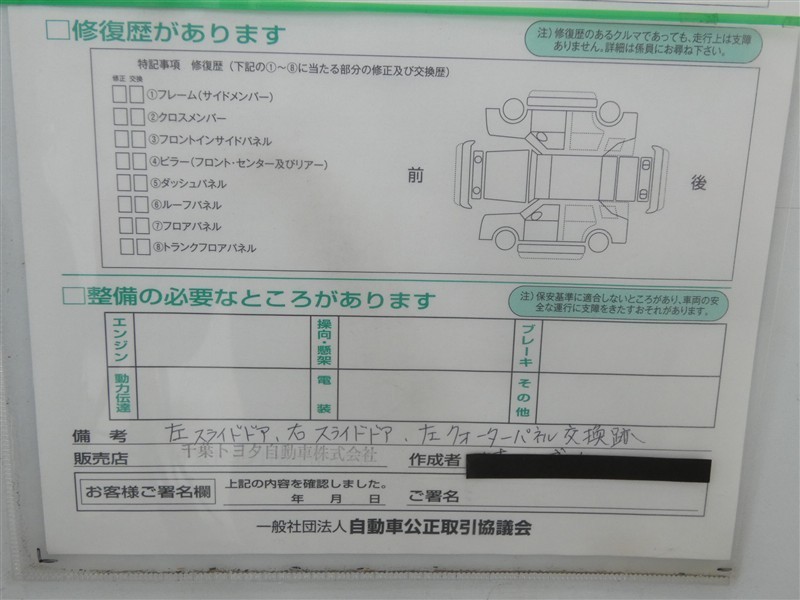 □修復歴があります
注）修復歴のあるクルマであっても、走行上は支障
ありません。詳細は係員にお尋ね下さい。
特記事項 修復歴（下記の①～⑧に当たる部分の修正及び交換歴）
修正 交換
□□①フレーム（サイドメンバー）
□□②クロスメンバー
□□③フロントインサイドパネル
□□④ピラー（フロント・センター及びリアー）
□□⑤ダッシュパネル
□□⑥ルーフパネル
□□⑦フロアパネル
□□⑧トランクフロアパネル
前
後
□整備の必要なところがあります
注）保安基準に適合しないところがあり、車両の安
全な運行に支障をきたすおそれがあります。
エンジン
操向・懸架
ブレーキ
動力伝達
電装
その他
備考 左スライドドア、右スライドドア、左クォーターパネル交換跡
販売店 千葉トヨタ自動車株式会社 作成者
お客様ご署名欄
上記の内容を確認しました。
年 月 日 ご署名
一般社団法人 自動車公正取引協議会